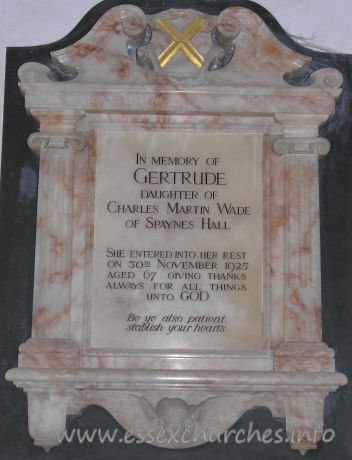 IN MEMORY OF
GERTRUDE
DAUGHTER OF
CHARLES MARTIN WADE
OF SPAYNES HALL
SHE ENTERED INTO HER REST
ON 30TH NOVEMBER 1925
AGED 67 GIVING THANKS
ALWAYS FOR ALL THINGS
UNTO GOD
Be ye also patient,
stablish your hearts.
www.essexchurches.info